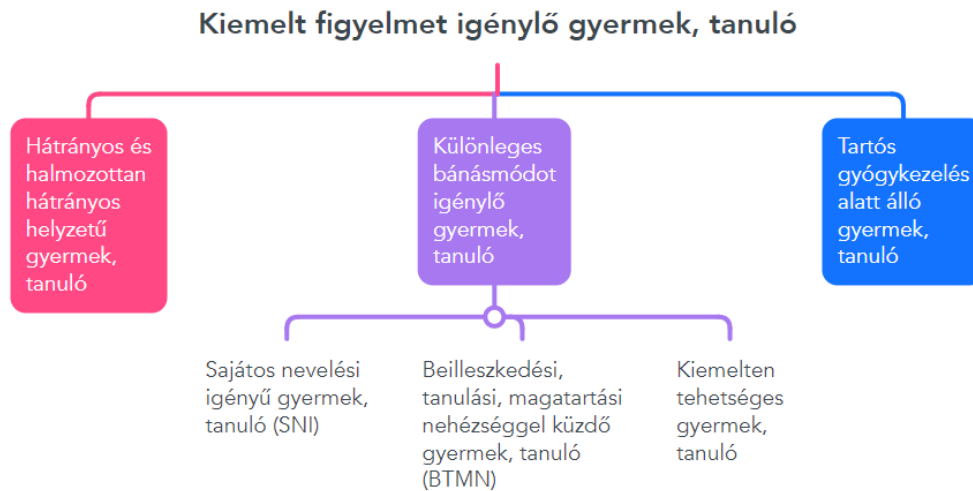 Kiemelt figyelmet igénylő gyermek, tanuló
Hátrányos és
halmozottan
hátrányos
helyzetű
gyermek,
tanuló
Különleges
bánásmódot
igénylő
gyermek,
tanuló
Tartós
gyógykezelés
alatt álló
gyermek,
tanuló
Sajátos nevelési
igényű gyermek,
tanuló (SNI)
Beilleszkedési,
tanulási, magatartási
nehézséggel küzdő
gyermek, tanuló
(BTMN)
Kiemelten
tehetséges
gyermek,
tanuló